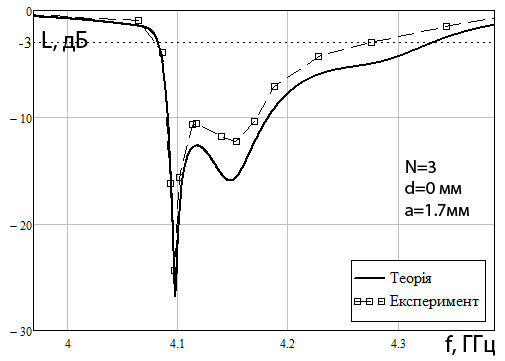 0
L, дБ
-3
− 10
− 20
− 30
N=3
d=0 мм
a=1.7мм
Теорія
Експеримент
4
4.1
4.2
4.3
f, ГГц